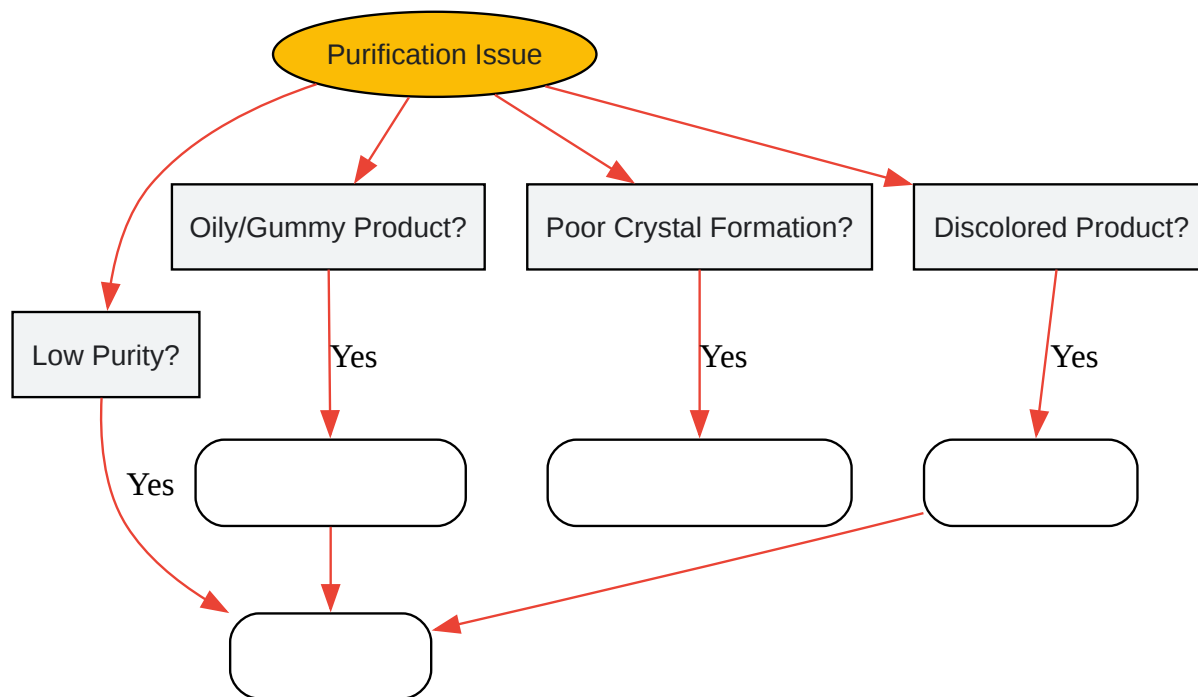 Purification Issue
Oily/Gummy Product?
Poor Crystal Formation?
Discolored Product?
Low Purity?
Yes
Yes
Yes
Yes